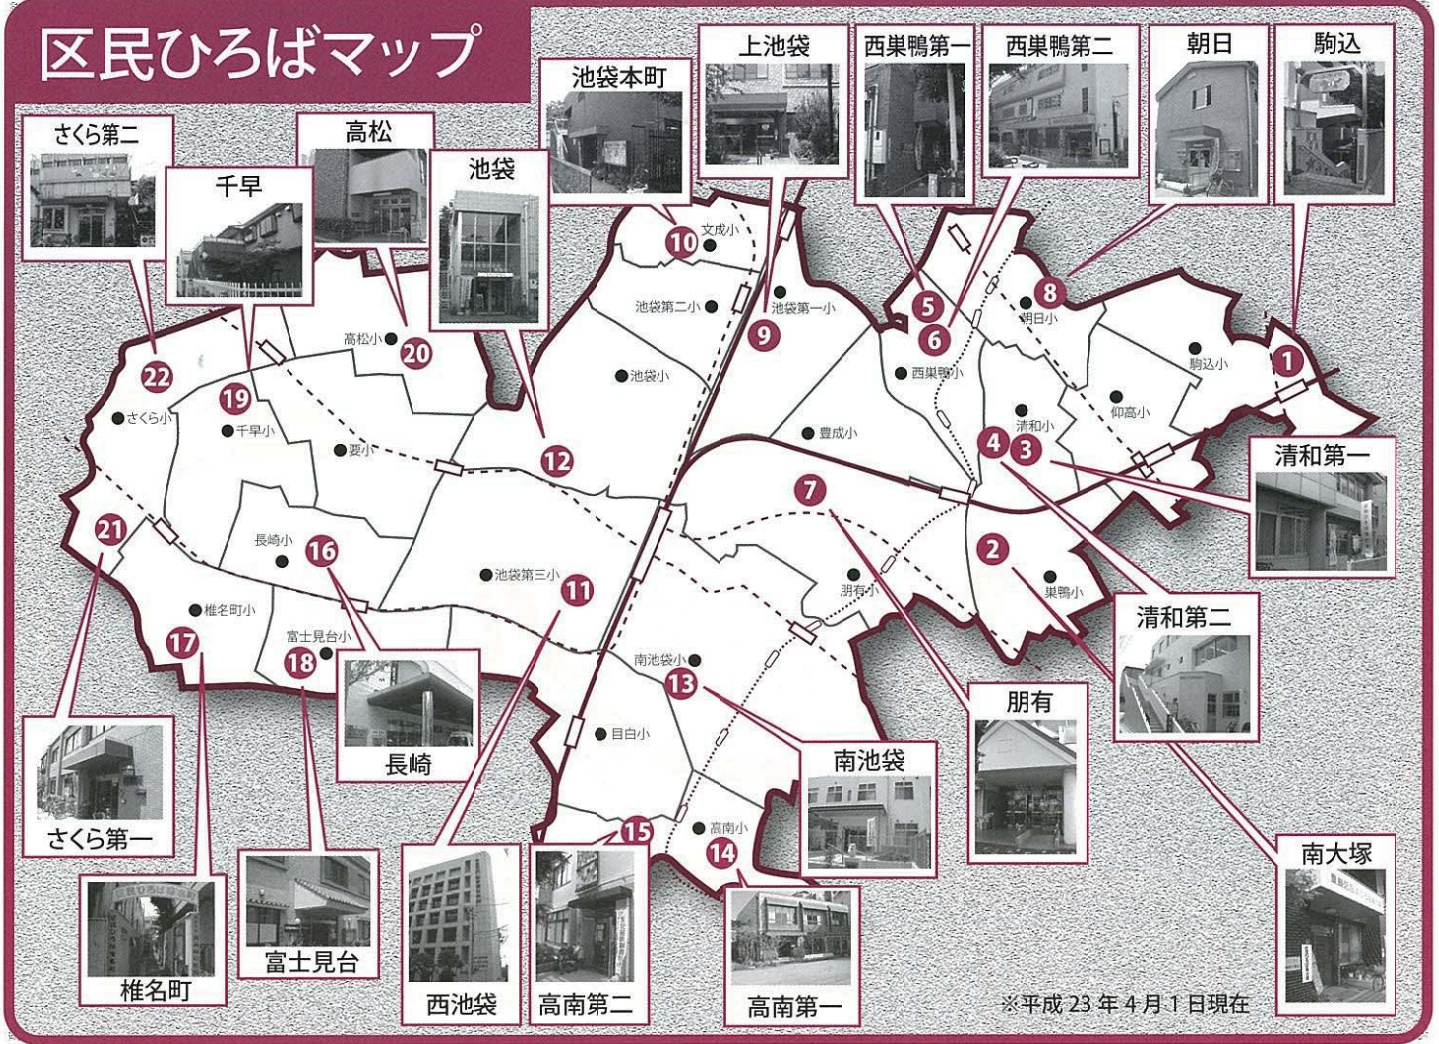 区民ひろばマップ
さくら第二
千早
高松
池袋
池袋本町
上池袋
西巣鴨第一
西巣鴨第二
朝日
駒込
10
文成小
池袋第二小
池袋第一小
9
5
6
8
朝日小
西巣鴨小
駒込小
1
仰高小
清和小
4
3
清和第一
高松小
20
22
19
さくら小
千早小
要小
池袋小
12
豊成小
7
2
巣鴨小
朋有小
21
長崎小
16
池袋第三小
11
椎名町小
17
富士見台小
18
南池袋小
13
目白小
15
高南小
14
清和第二
朋有
南池袋
南大塚
長崎
さくら第一
区民ひろば椎名町
椎名町
富士見台
西池袋
高南第二
高南第一
※平成 23 年 4 月 1 日現在